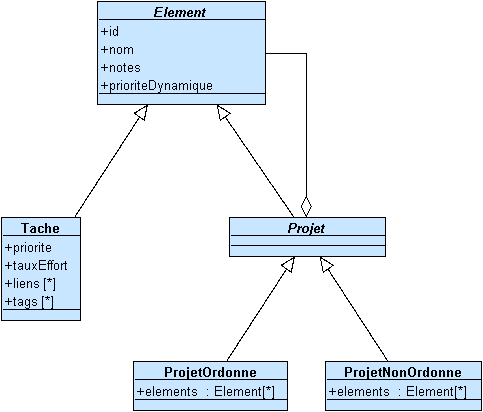 Element
+id
+nom
+notes
+prioriteDynamique
Tache
+priorite
+tauxEffort
+liens [*]
+tags [*]
Projet
ProjetOrdonne
+elements : Element[*]
ProjetNonOrdonne
+elements : Element[*]